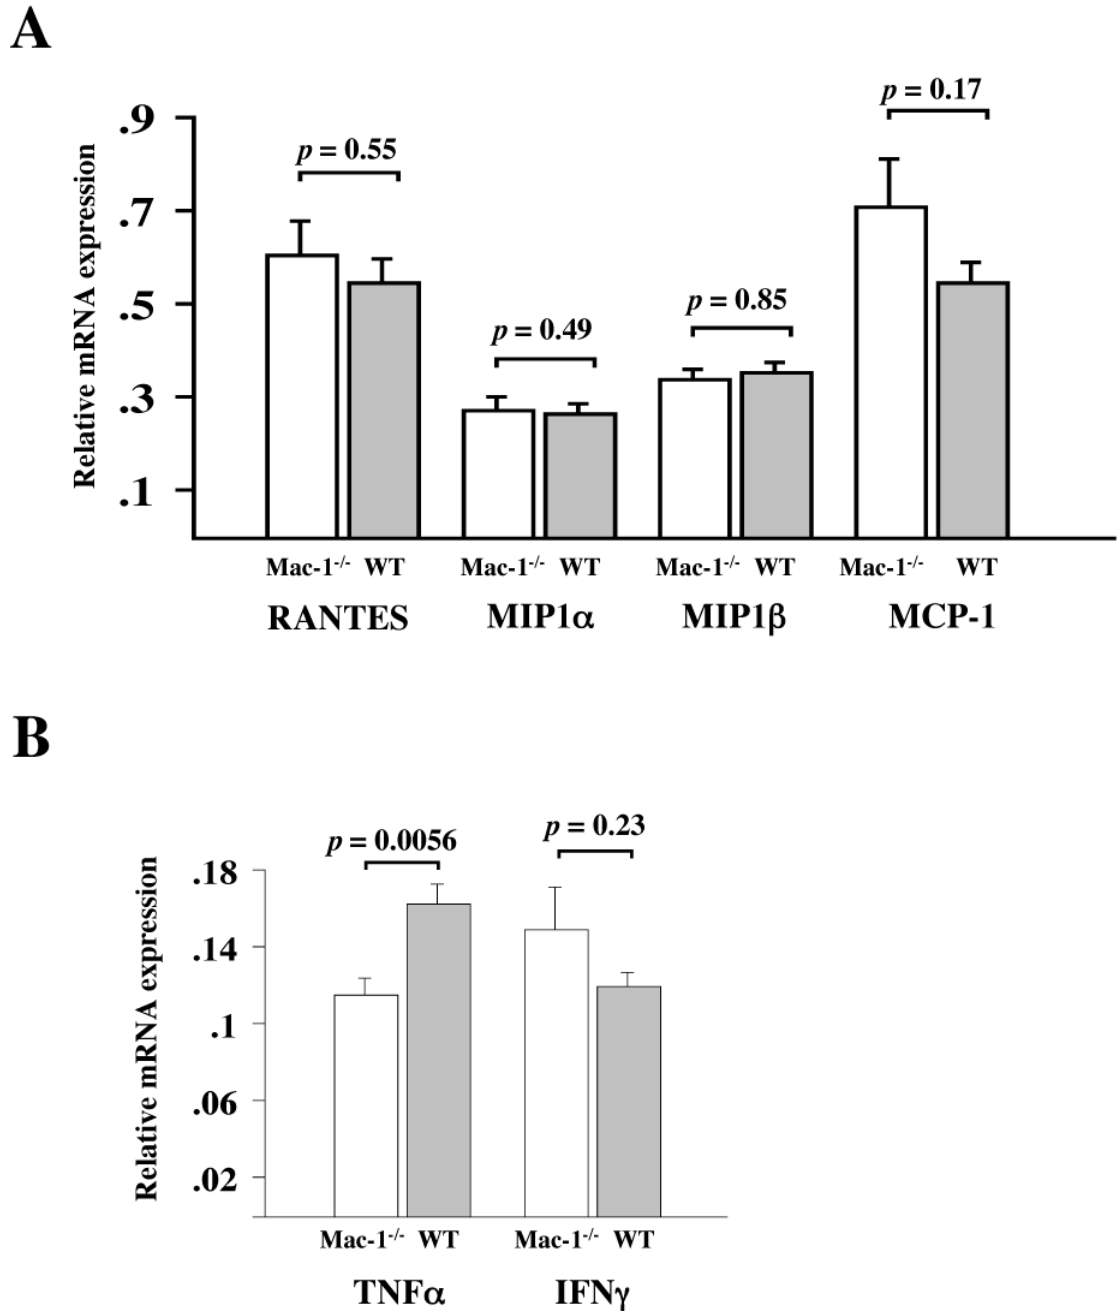 A
p = 0.17
.9
p = 0.55
.7
p = 0.85
.5
p = 0.49
.3
.1
Relative mRNA expression
Mac-1-/- WT Mac-1-/- WT Mac-1-/- WT Mac-1-/- WT
RANTES MIP1α MIP1β MCP-1
B
p = 0.0056 p = 0.23
.18
.14
.1
.06
.02
Relative mRNA expression
Mac-1-/- WT Mac-1-/- WT
TNFα IFNγ